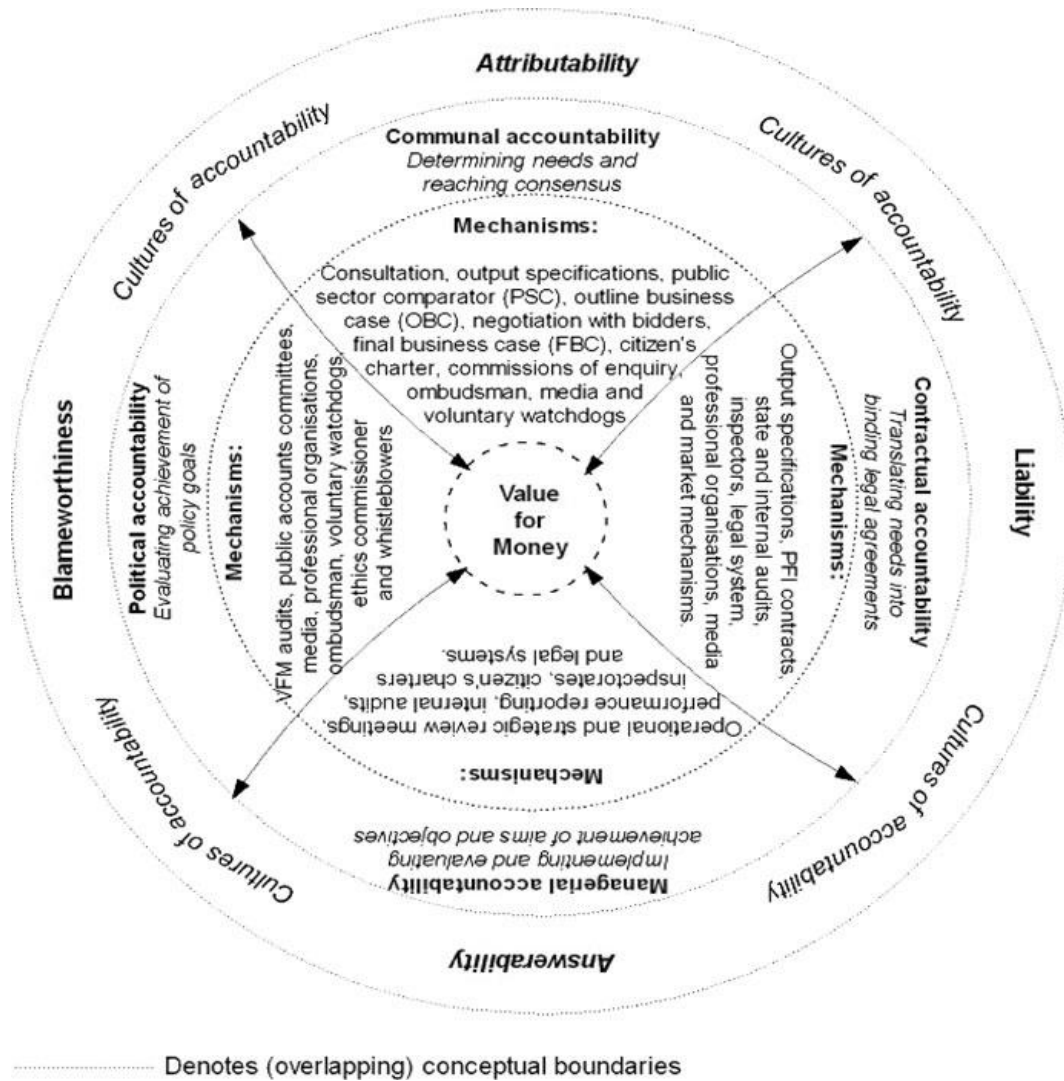 Attributability
Cultures of accountability
Cultures of accountability
Communal accountability
Determining needs and
reaching consensus
Mechanisms:
Consultation, output specifications, public
sector comparator (PSC), outline business
case (OBC), negotiation with bidders,
final business case (FBC), citizen's
charter, commissions of enquiry,
ombudsman, media and
voluntary watchdogs
Liability
Contractual accountability
Translating needs into
binding legal agreements
Mechanisms:
Output specifications, PFI contracts,
state and internal audits,
inspectors, legal system,
professional organisations, media
and market mechanisms.
Value
for
Money
Blameworthiness
Political accountability
Evaluating achievement of
policy goals
Mechanisms:
VFM audits, public accounts committees,
media, professional organisations,
ombudsman, voluntary watchdogs,
ethics commissioner
and whistleblowers
Answerability
Managerial accountability
Implementing and evaluating
achievement of aims and objectives
Mechanisms:
Operational and strategic review meetings,
performance reporting, internal audits,
inspectorates, citizen's charters
and legal systems.
Cultures of accountability
Cultures of accountability
Denotes (overlapping) conceptual boundaries